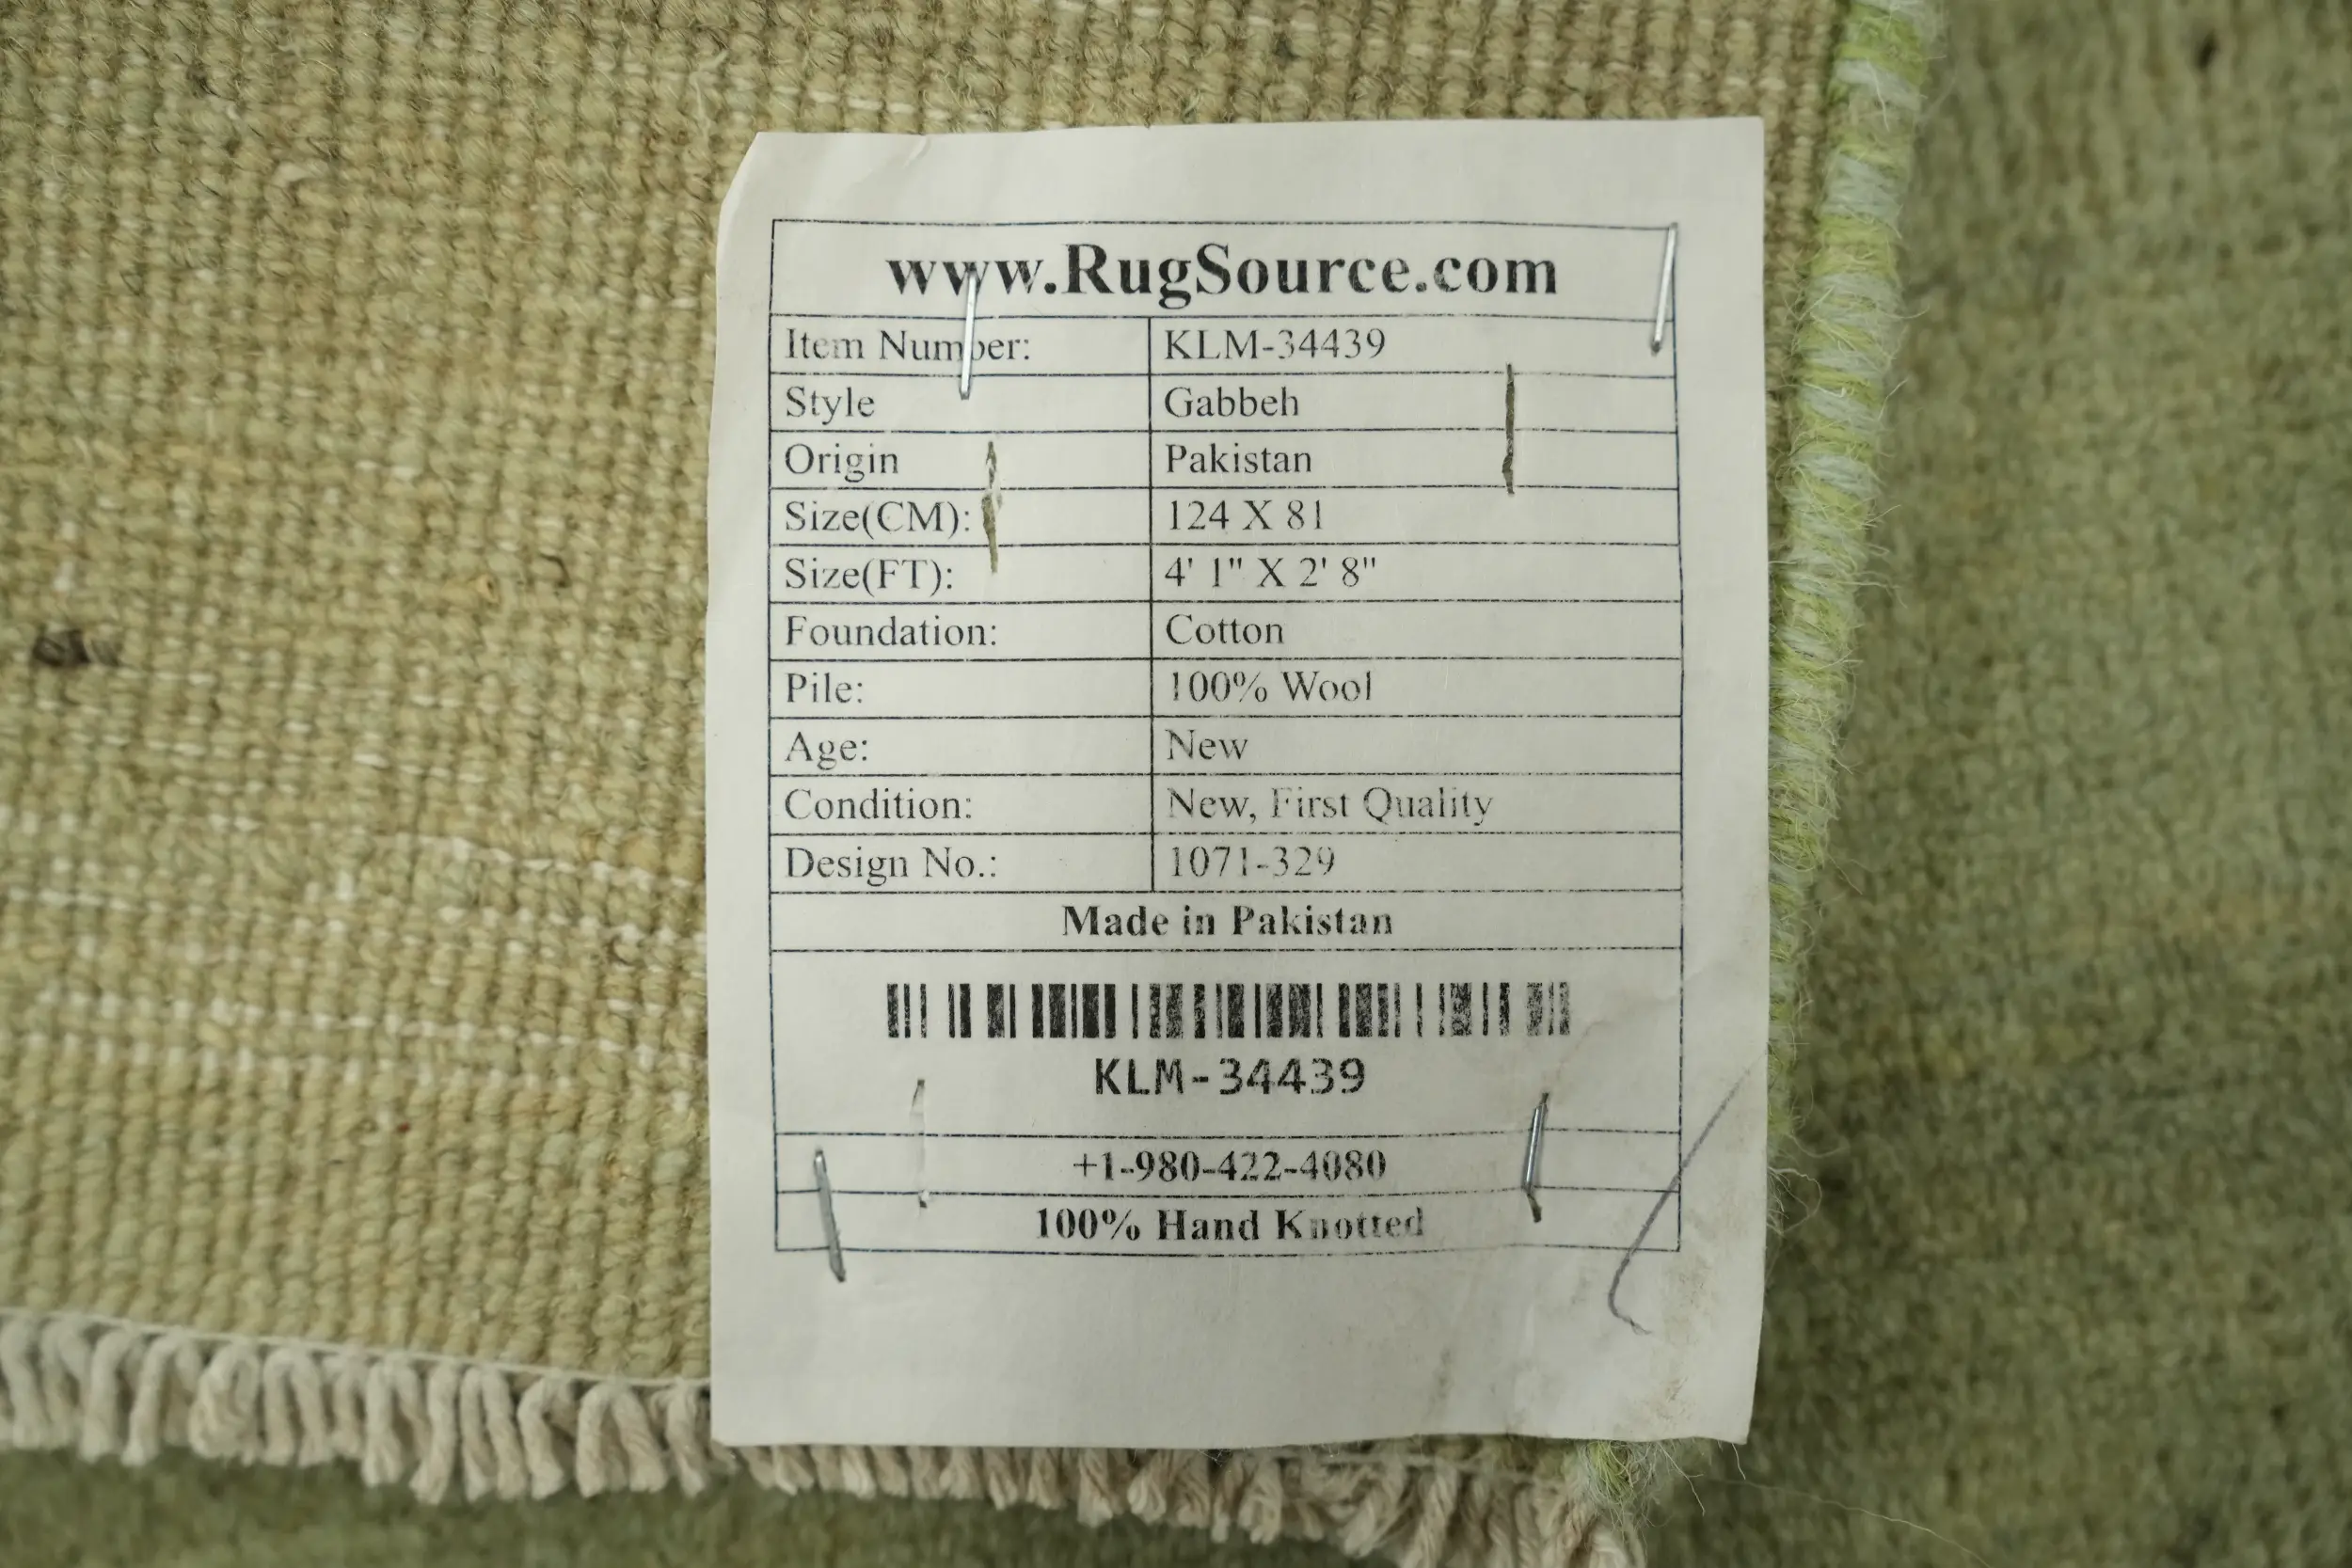 www.RugSource.com
Item Number: KLM-34439
Style Gabbeh
Origin Pakistan
Size(CM): 124 X 81
Size(FT): 4' 1" X 2' 8"
Foundation: Cotton
Pile: 100% Wool
Age: New
Condition: New, First Quality
Design No.: 1071-329
Made in Pakistan
KLM-34439
+1-980-422-4080
100% Hand Knotted